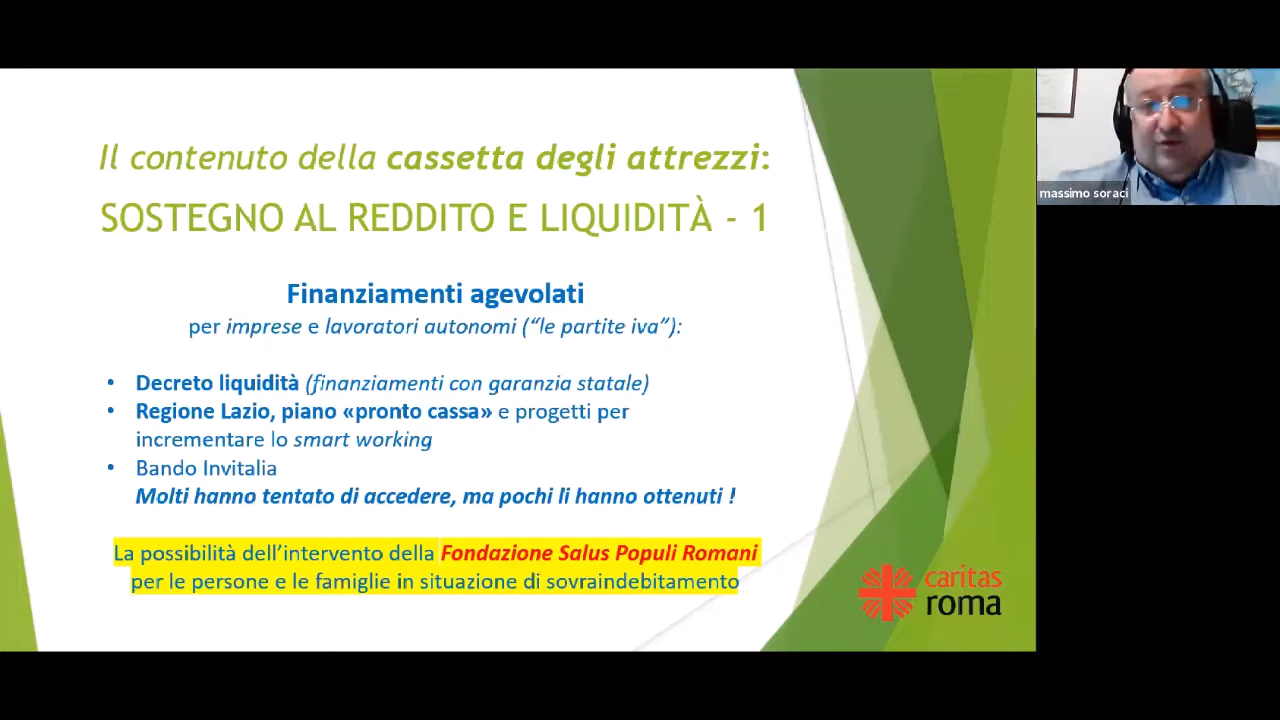 Il contenuto della cassetta degli attrezzi:
SOSTEGNO AL REDDITO E LIQUIDITÀ - 1
Finanziamenti agevolati
per imprese e lavoratori autonomi (“le partite iva”):
• Decreto liquidità (finanziamenti con garanzia statale)
• Regione Lazio, piano «pronto cassa» e progetti per
incrementare lo smart working
• Bando Invitalia
Molti hanno tentato di accedere, ma pochi li hanno ottenuti !
La possibilità dell’intervento della Fondazione Salus Populi Romani
per le persone e le famiglie in situazione di sovraindebitamento
caritas
roma
massimo soraci